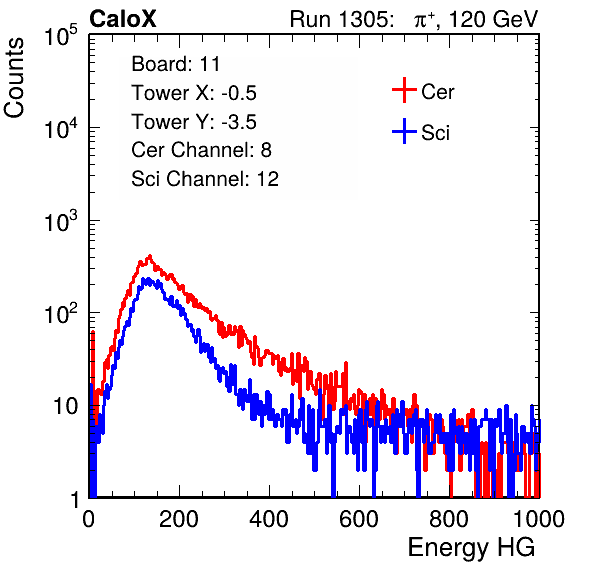 CaloX Run 1305: π⁺, 120 GeV
Counts
Board: 11
Tower X: -0.5
Tower Y: -3.5
Cer Channel: 8
Sci Channel: 12
Cer
Sci
10⁵
10⁴
10³
10²
10
1
0 200 400 600 800 1000
Energy HG